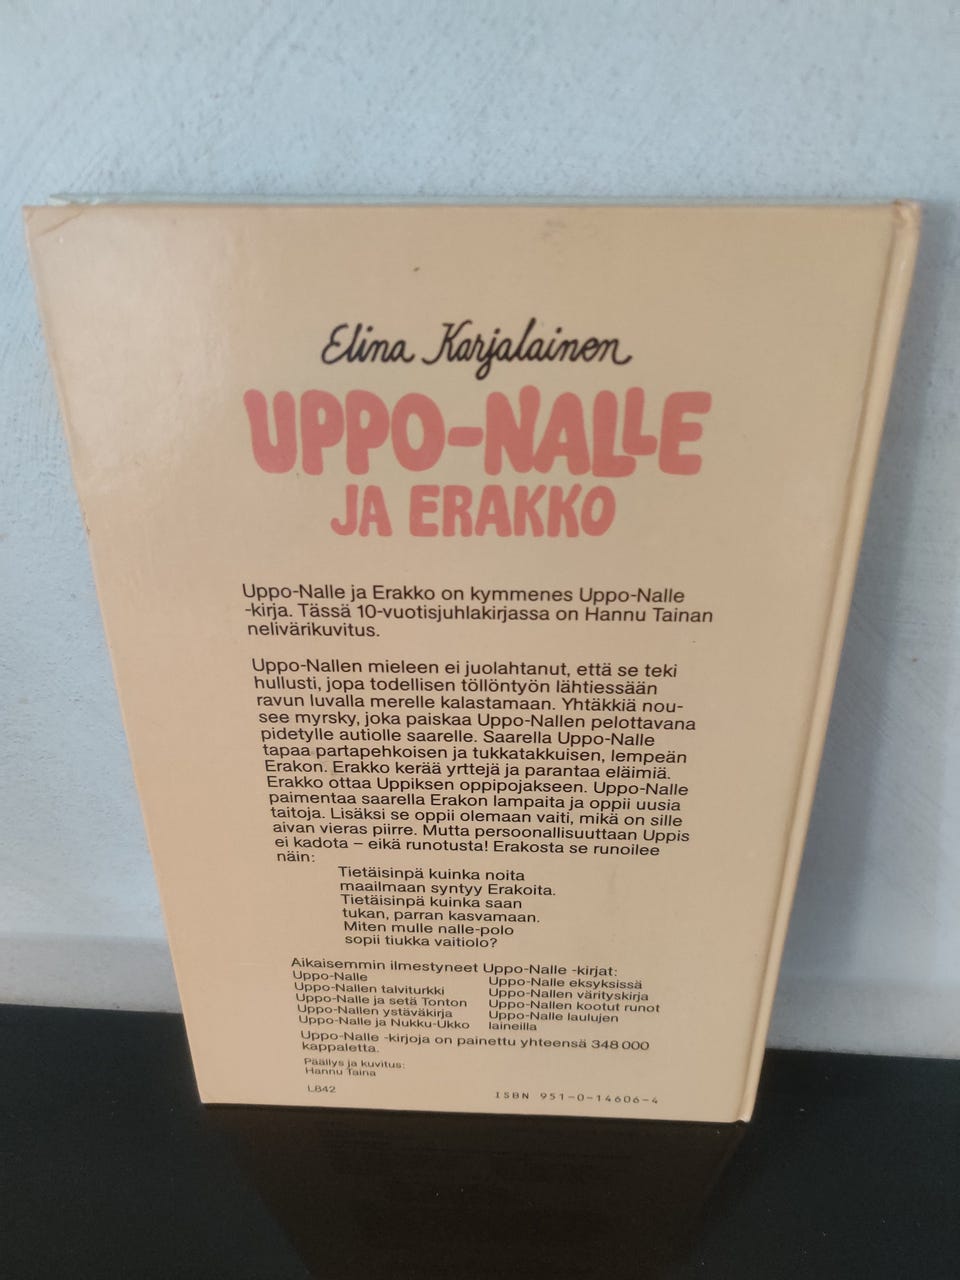 Elina Karjalainen
UPPO-NALLE
JA ERAKKO
Uppo-Nalle ja Erakko on kymmenes Uppo-Nalle
-kirja. Tässä 10-vuotisjuhlakirjassa on Hannu Tainan
nelivärikuvitus.
Uppo-Nallen mieleen ei juolahtanut, että se teki
hullusti, jopa todellisen töllöntyön lähtiessään
ravun luvalla merelle kalastamaan. Yhtäkkiä nou-
see myrsky, joka paiskaa Uppo-Nallen pelottavana
pidetylle autiolle saarelle. Saarella Uppo-Nalle
tapaa partapehkoisen ja tukkatakkuisen, lempeän
Erakon. Erakko kerää yrttejä ja parantaa eläimiä.
Erakko ottaa Uppiksen oppipojakseen. Uppo-Nalle
paimentaa saarella Erakon lampaita ja oppii uusia
taitoja. Lisäksi se oppii olemaan vaiti, mikä on sille
aivan vieras piirre. Mutta persoonallisuuttaan Uppis
ei kadota – eikä runotusta! Erakosta se runoilee
näin:
Tietäisinpä kuinka noita
maailmaan syntyy Erakoita.
Tietäisinpä kuinka saan
tukan, parran kasvamaan.
Miten mulle nalle-polo
sopii tiukka vaitiolo?
Aikaisemmin ilmestyneet Uppo-Nalle -kirjat:
Uppo-Nalle
Uppo-Nallen talviturkki
Uppo-Nalle ja setä Tonton
Uppo-Nallen ystäväkirja
Uppo-Nalle ja Nukku-Ukko
Uppo-Nalle eksyksissä
Uppo-Nallen värityskirja
Uppo-Nallen kootut runot
Uppo-Nalle laulujen
laineilla
Uppo-Nalle -kirjoja on painettu yhteensä 348 000
kappaletta.
Päällys ja kuvitus:
Hannu Taina
L842
ISBN 951-0-14606-4